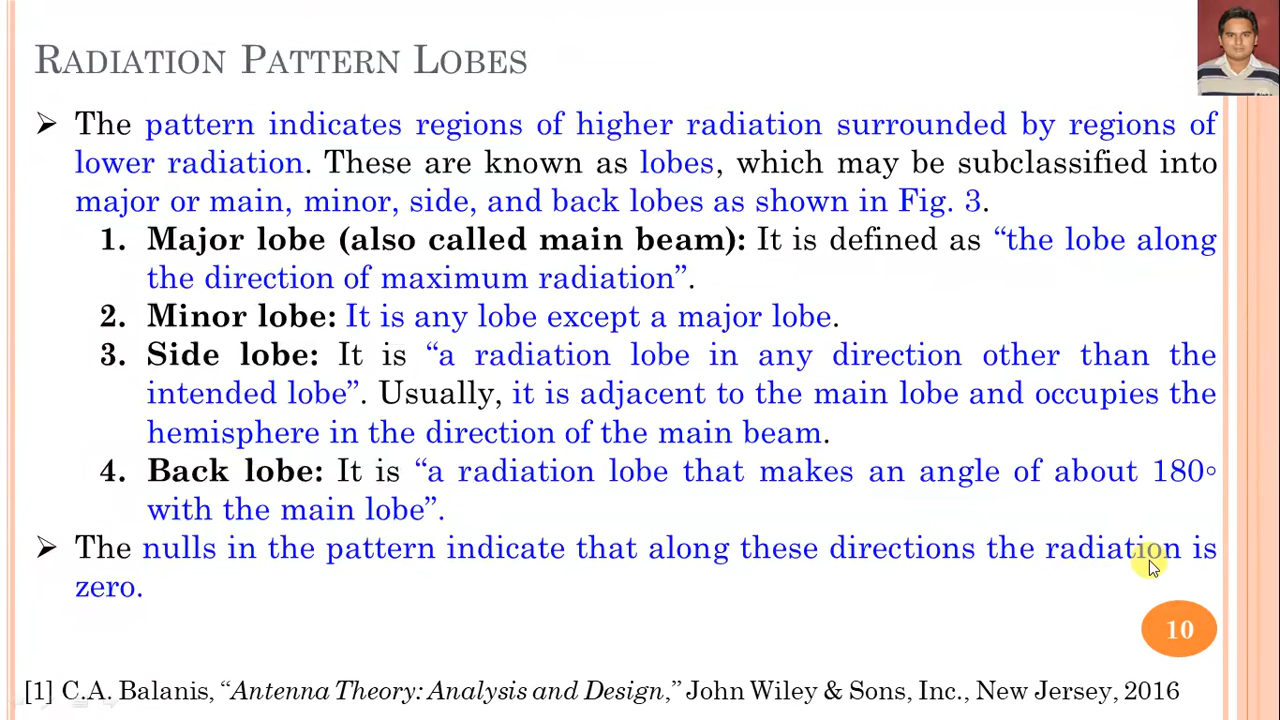 RADIATION PATTERN LOBES
➢ The pattern indicates regions of higher radiation surrounded by regions of
lower radiation. These are known as lobes, which may be subclassified into
major or main, minor, side, and back lobes as shown in Fig. 3.
1. Major lobe (also called main beam): It is defined as “the lobe along
the direction of maximum radiation”.
2. Minor lobe: It is any lobe except a major lobe.
3. Side lobe: It is “a radiation lobe in any direction other than the
intended lobe”. Usually, it is adjacent to the main lobe and occupies the
hemisphere in the direction of the main beam.
4. Back lobe: It is “a radiation lobe that makes an angle of about 180◦
with the main lobe”.
➢ The nulls in the pattern indicate that along these directions the radiation is
zero.
10
[1] C.A. Balanis, “Antenna Theory: Analysis and Design,” John Wiley & Sons, Inc., New Jersey, 2016